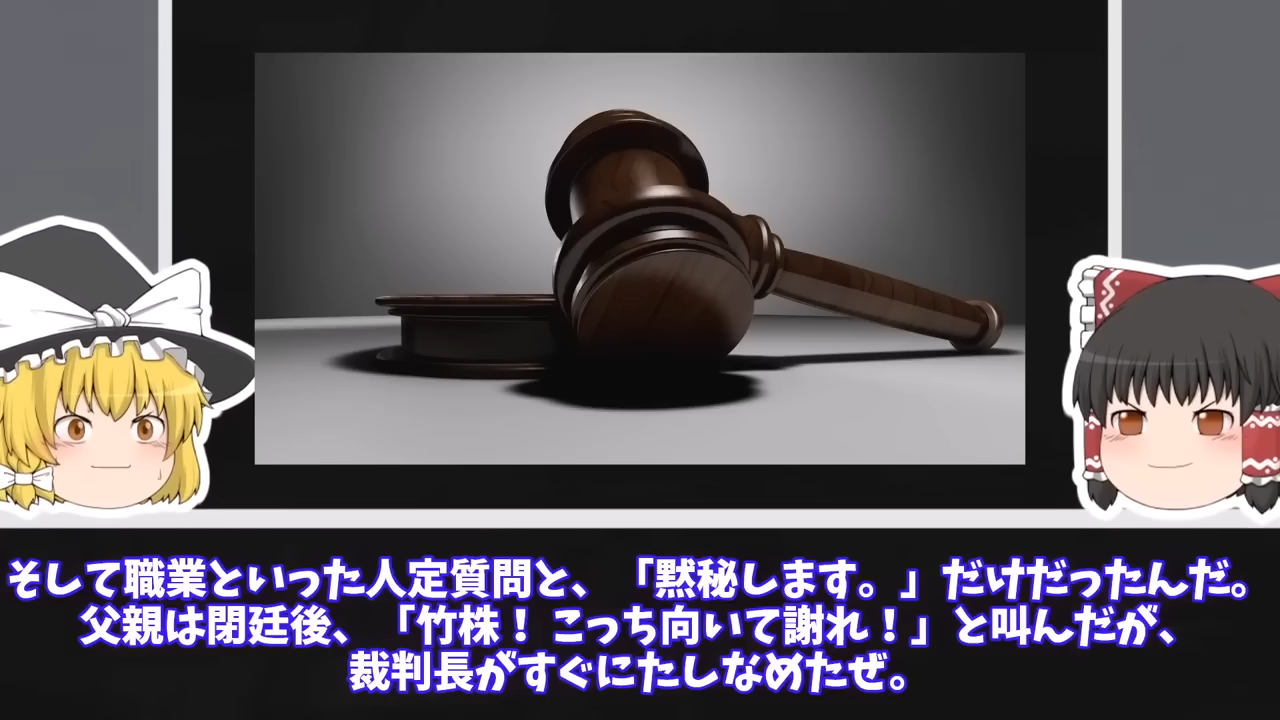 そして職業といった人定質問と、「黙秘します。」だけだったんだ。
父親は閉廷後、「竹株！こっち向いて謝れ！」と叫んだが、
裁判長がすぐにたしなめたぜ。